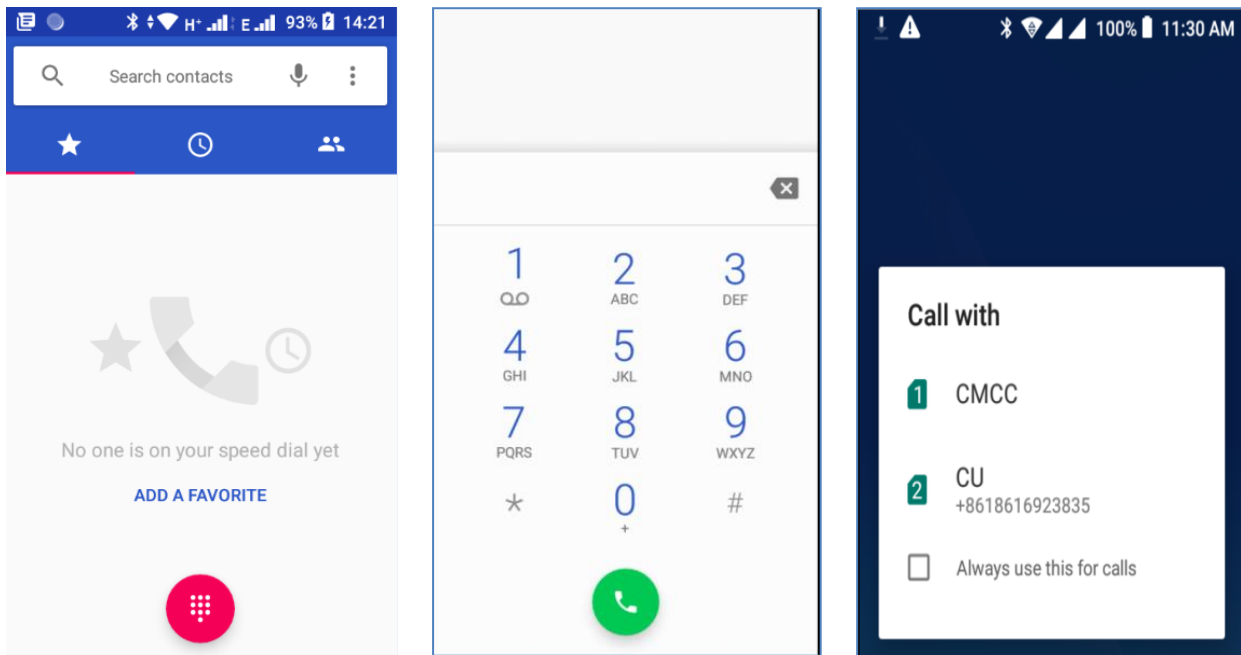 H+ E 93% 14:21
Search contacts
No one is on your speed dial yet
ADD A FAVORITE
1 2 3
ABC DEF
4 5 6
GHI JKL MNO
7 8 9
PQRS TUV WXYZ
* 0 #
+
100% 11:30 AM
Call with
1 CMCC
2 CU
+8618616923835
Always use this for calls